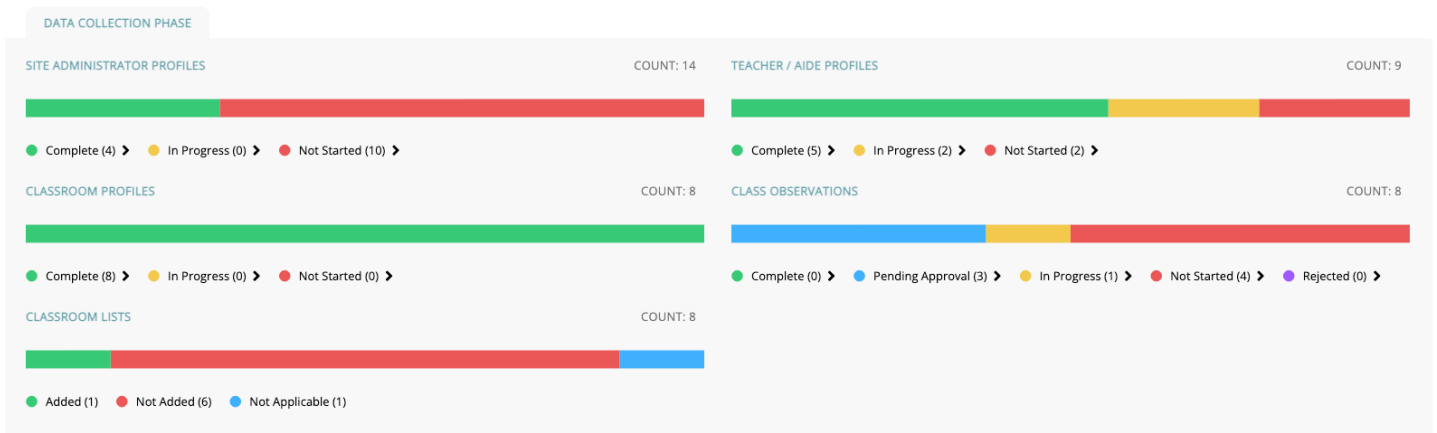 DATA COLLECTION PHASE
SITE ADMINISTRATOR PROFILES COUNT: 14
Complete (4) In Progress (0) Not Started (10)
TEACHER / AIDE PROFILES COUNT: 9
Complete (5) In Progress (2) Not Started (2)
CLASSROOM PROFILES COUNT: 8
Complete (8) In Progress (0) Not Started (0)
CLASS OBSERVATIONS COUNT: 8
Complete (0) Pending Approval (3) In Progress (1) Not Started (4) Rejected (0)
CLASSROOM LISTS COUNT: 8
Added (1) Not Added (6) Not Applicable (1)